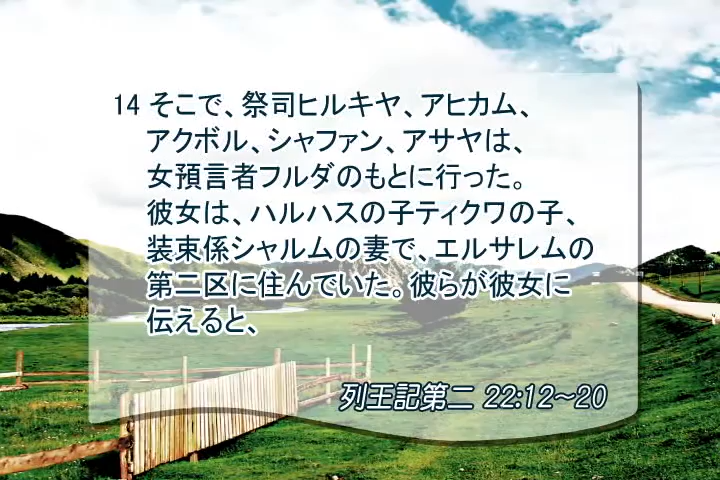 14 そこで、祭司ヒルキヤ、アヒカム、
アクボル、シャファン、アサヤは、
女預言者フルダのもとに行った。
彼女は、ハルハスの子ティクワの子、
装束係シャルムの妻で、エルサレムの
第二区に住んでいた。彼らが彼女に
伝えると、
列王記第二 22:12~20